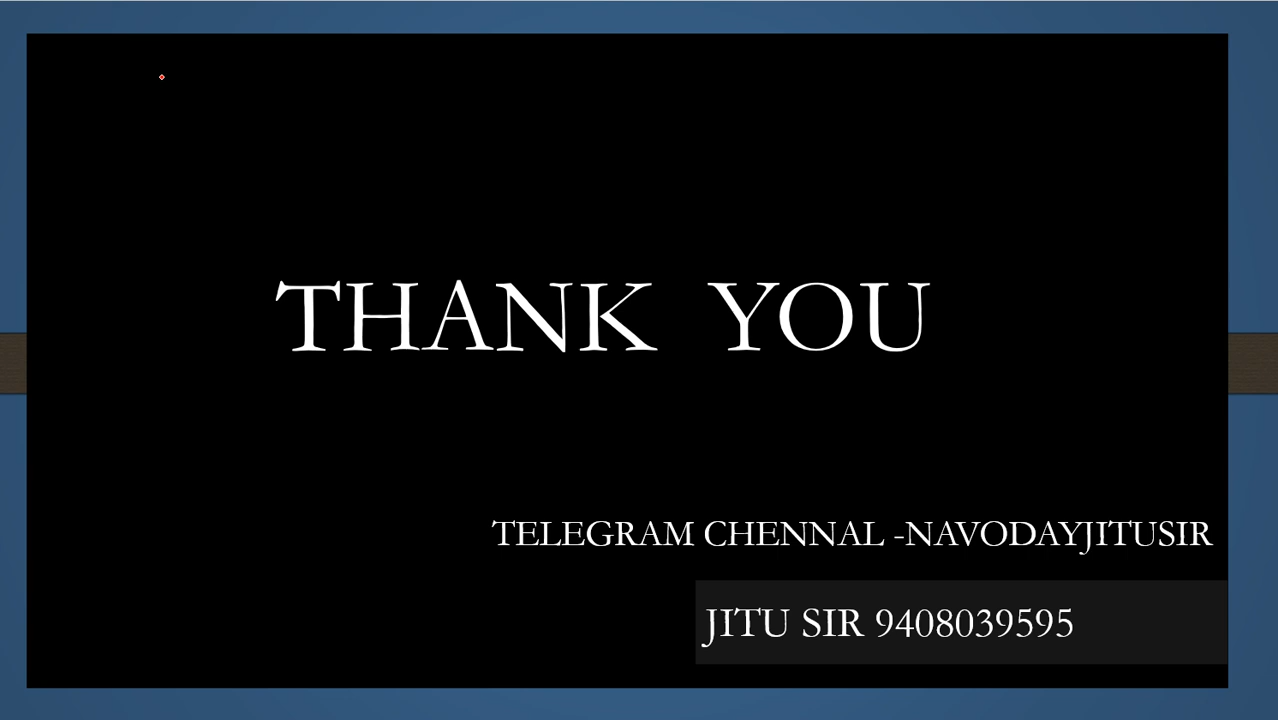 THANK YOU
TELEGRAM CHENNAL -NAVODAYJITUSIR
JITU SIR 9408039595